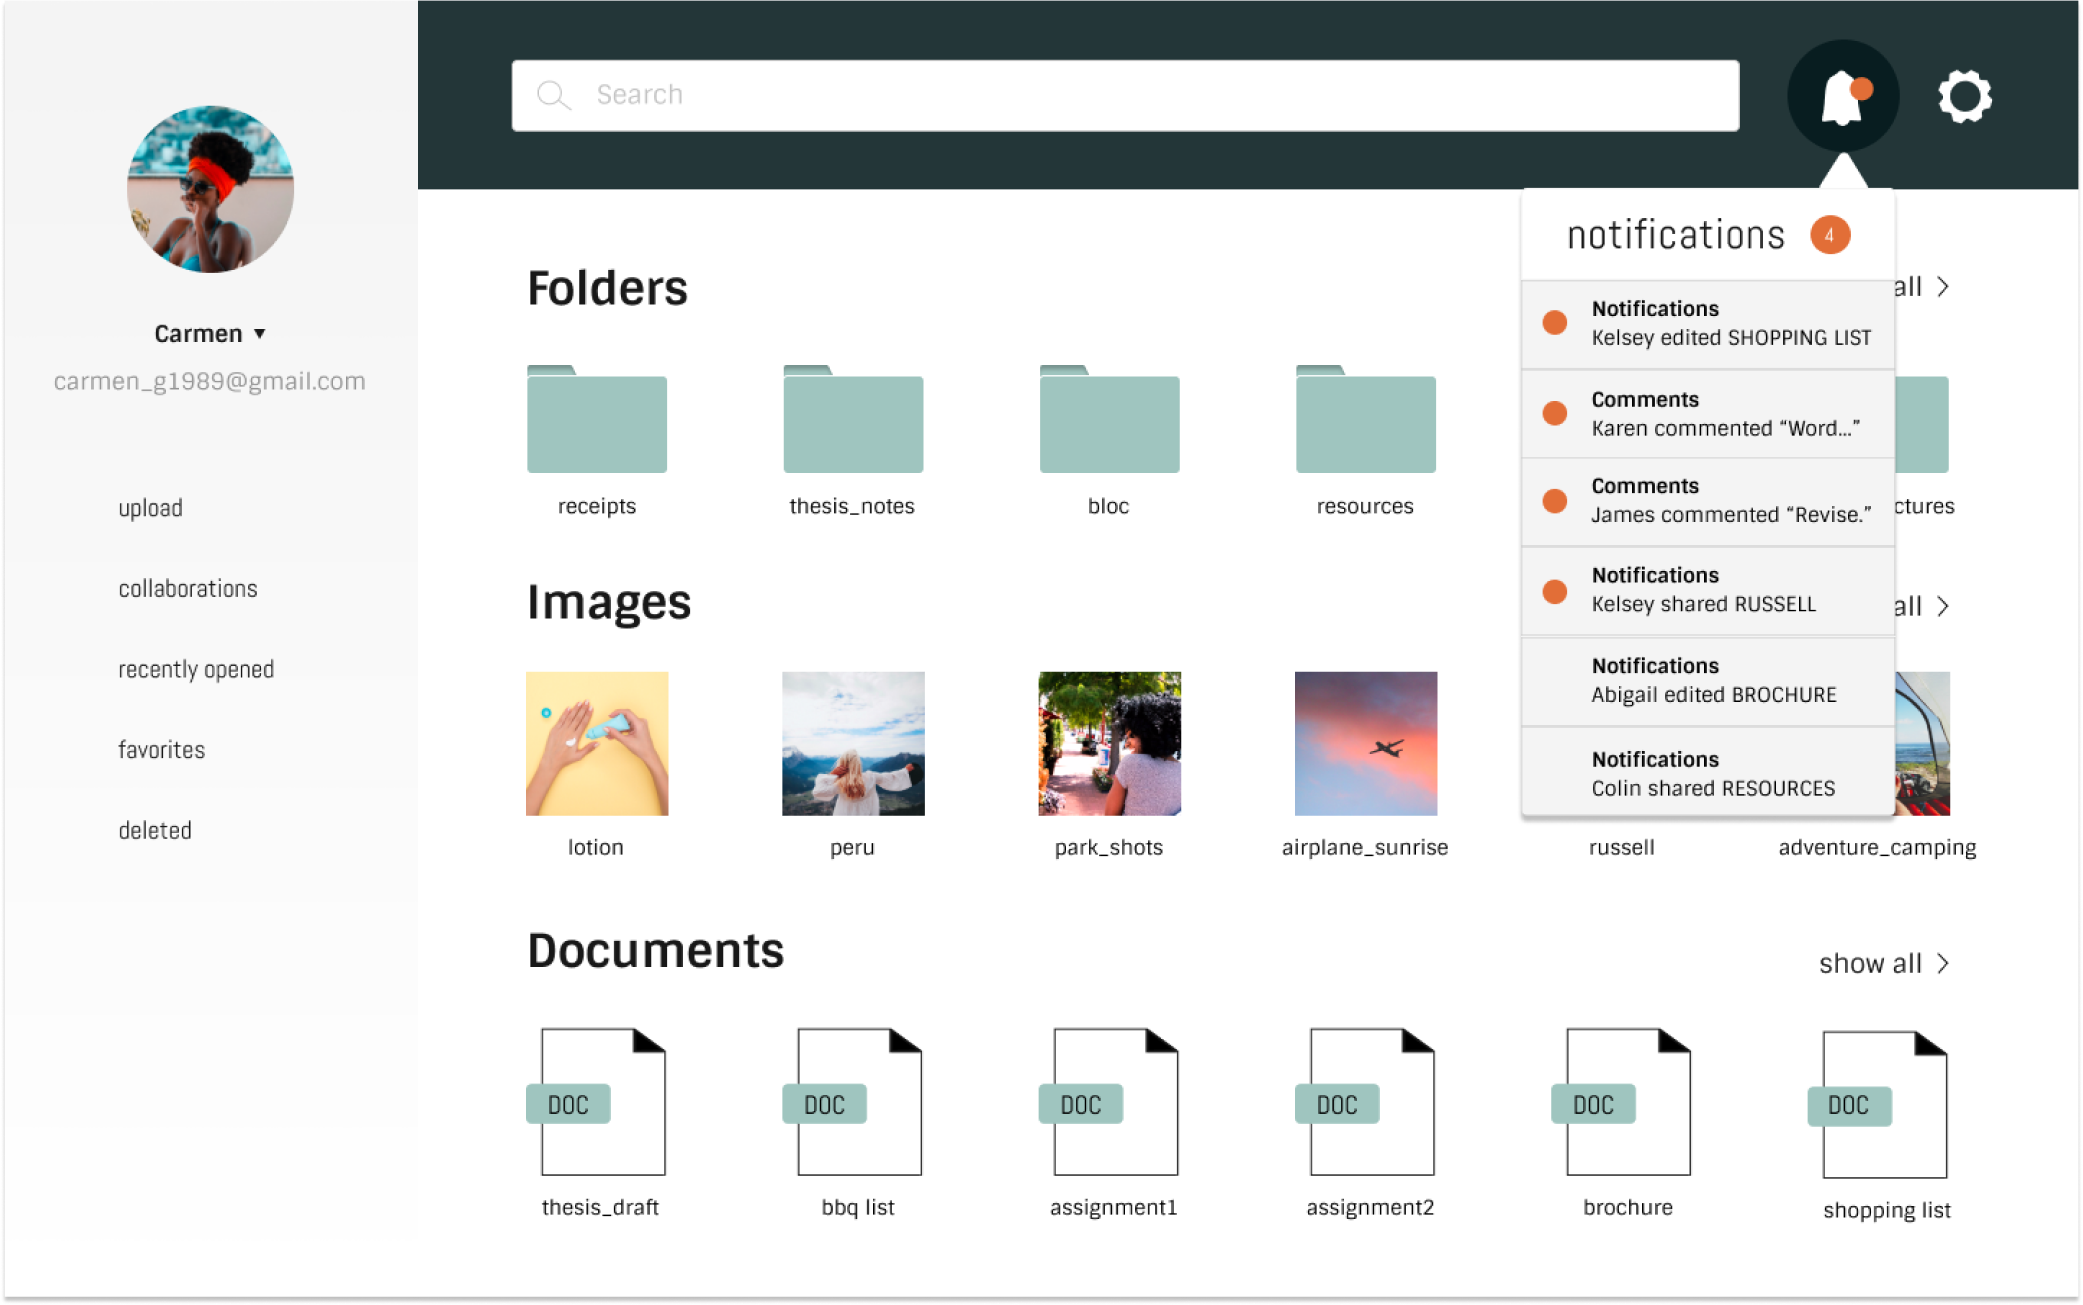 Search
Carmen
carmen_g1989@gmail.com
upload
collaborations
recently opened
favorites
deleted
notifications 4
Notifications
Kelsey edited SHOPPING LIST
Comments
Karen commented “Word...”
Comments
James commented “Revise.”
Notifications
Kelsey shared RUSSELL
Notifications
Abigail edited BROCHURE
Notifications
Colin shared RESOURCES
Folders
all
receipts thesis_notes bloc resources ctures
Images
all
lotion peru park_shots airplane_sunrise russell adventure_camping
Documents
show all
DOC DOC DOC DOC DOC DOC
thesis_draft bbq list assignment1 assignment2 brochure shopping list